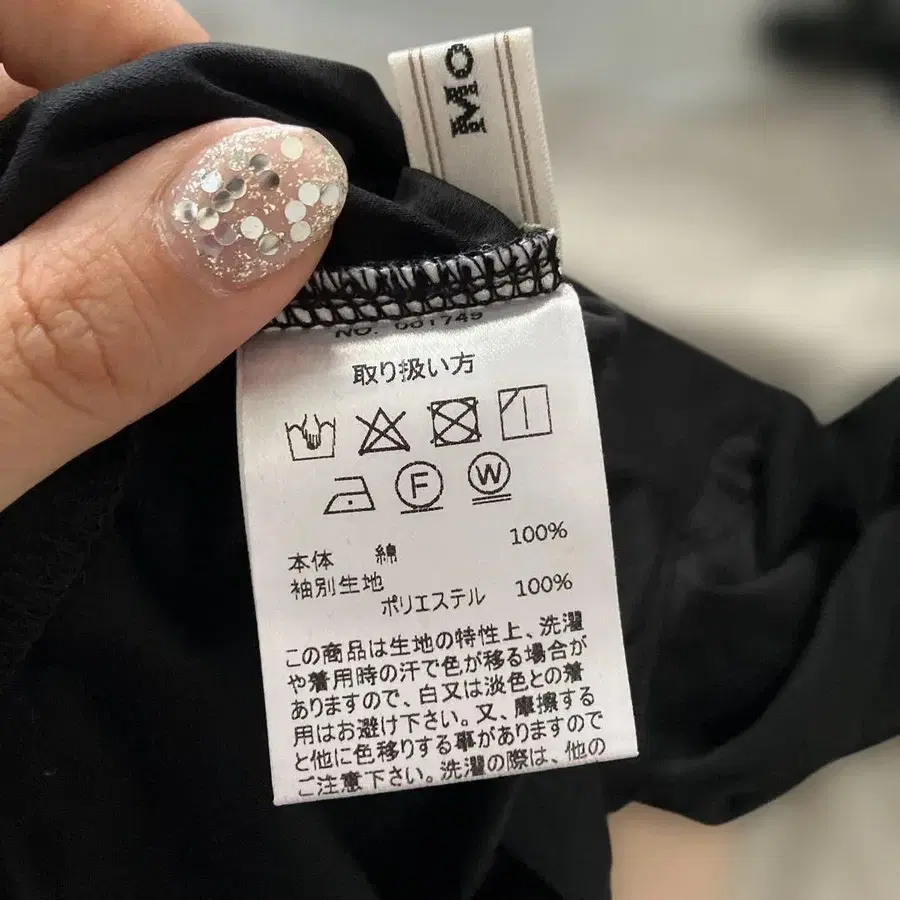 MO
NO. 001749
取り扱い方
F W
本体 綿 100%
袖別生地
ポリエステル 100%
この商品は生地の特性上、洗濯
や着用時の汗で色が移る場合が
ありますので、白又は淡色との着
用はお避け下さい。又、摩擦する
と他に色移りする事がありますので
ご注意下さい。洗濯の際は、他の